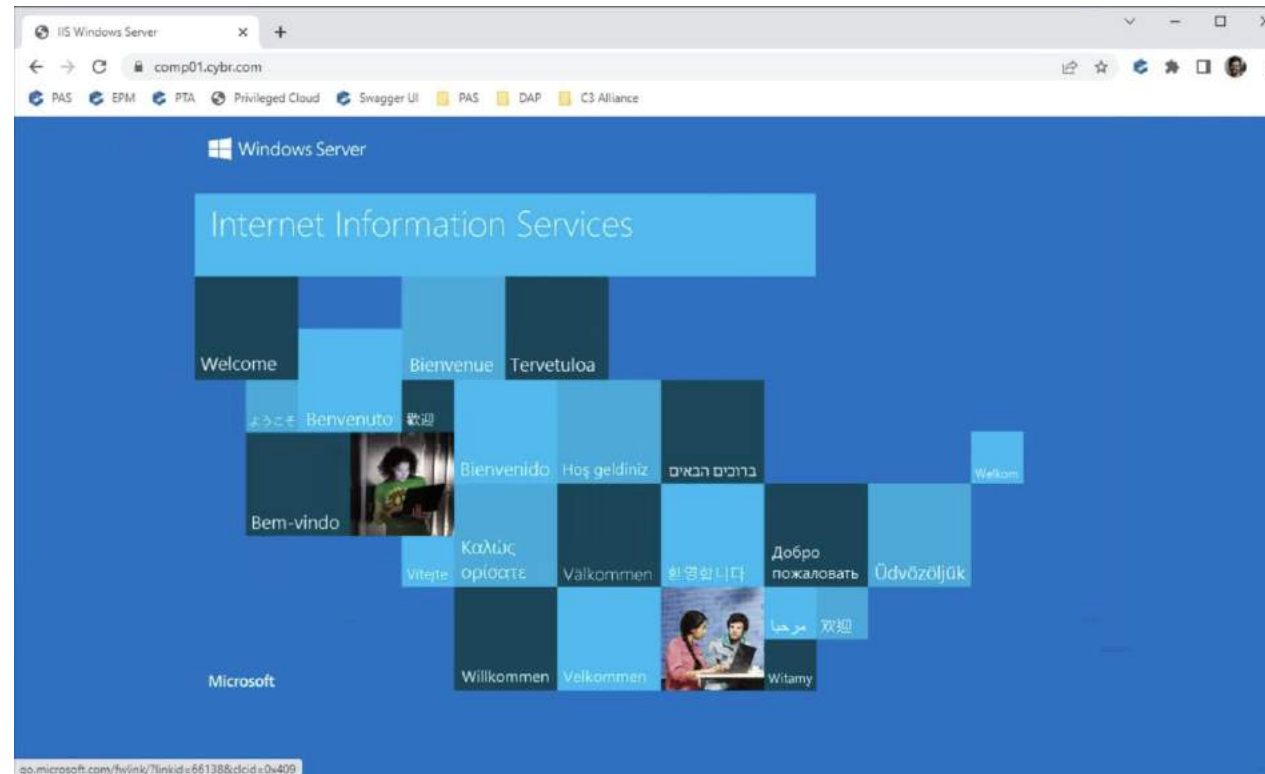 IIS Windows Server
comp01.cybr.com
PAS EPM PTA Privileged Cloud Swagger UI PAS DAP C3 Alliance
Windows Server
Internet Information Services
Welcome
Bienvenue
Tervetuloa
ようこそ
Benvenuto
歡迎
Bienvenido
Hoş geldiniz
ברוכים הבאים
Welkom
Bem-vindo
Vítejte
Καλώς
ορίσατε
Välkommen
환영합니다
Добро
пожаловать
Üdvözöljük
مرحبا
欢迎
Microsoft
Willkommen
Velkommen
Witamy
go.microsoft.com/fwlink/?linkid=66138&clcid=0x409